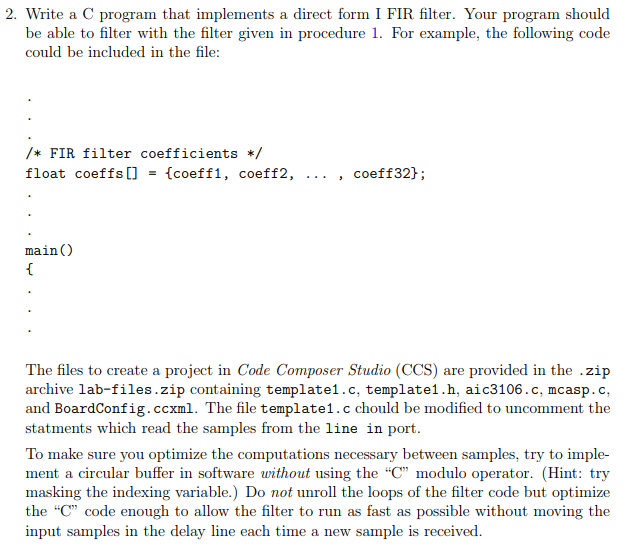 2. Write a C program that implements a direct form I FIR filter. Your program should
be able to filter with the filter given in procedure 1. For example, the following code
could be included in the file:
.
.
.
/* FIR filter coefficients */
float coeffs[] = {coeff1, coeff2, ... , coeff32};
.
.
.
main()
{
.
.
.
The files to create a project in Code Composer Studio (CCS) are provided in the .zip
archive lab-files.zip containing template1.c, template1.h, aic3106.c, mcasp.c,
and BoardConfig.ccxml. The file template1.c chould be modified to uncomment the
statments which read the samples from the line in port.
To make sure you optimize the computations necessary between samples, try to imple-
ment a circular buffer in software without using the “C” modulo operator. (Hint: try
masking the indexing variable.) Do not unroll the loops of the filter code but optimize
the “C” code enough to allow the filter to run as fast as possible without moving the
input samples in the delay line each time a new sample is received.